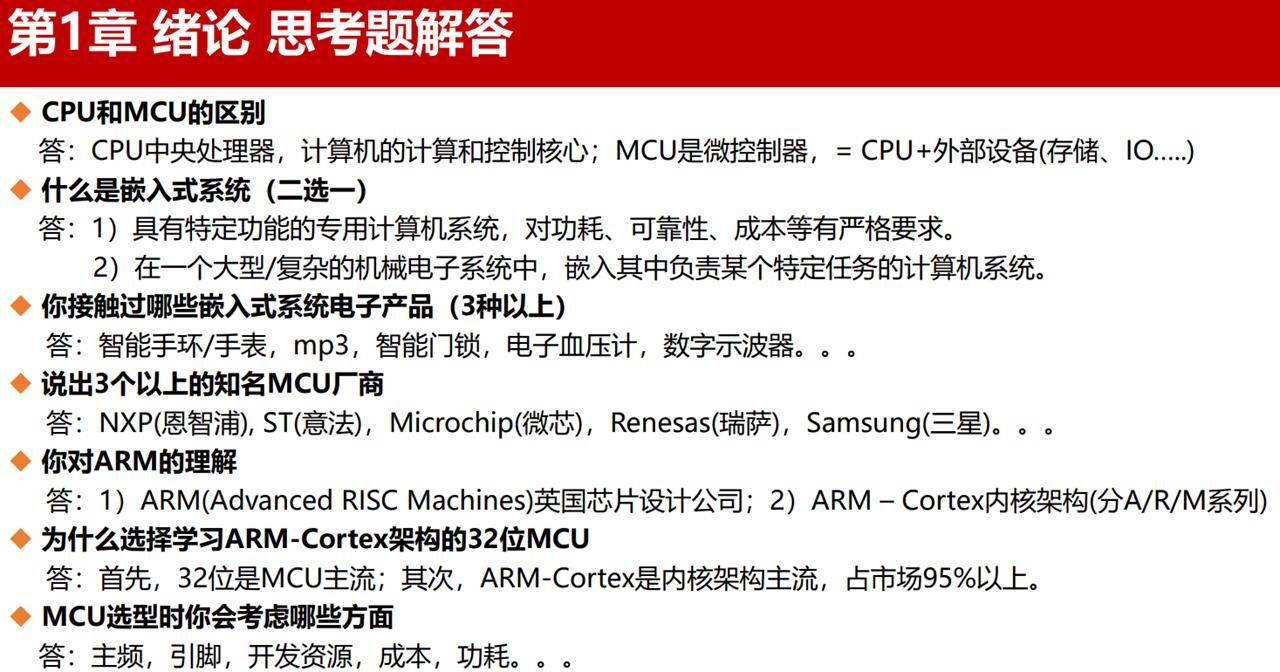 第1章 绪论 思考题解答
◆ CPU和MCU的区别
答：CPU中央处理器，计算机的计算和控制核心；MCU是微控制器，= CPU+外部设备(存储、IO.....)
◆ 什么是嵌入式系统（二选一）
答：1）具有特定功能的专用计算机系统，对功耗、可靠性、成本等有严格要求。
2）在一个大型/复杂的机械电子系统中，嵌入其中负责某个特定任务的计算机系统。
◆ 你接触过哪些嵌入式系统电子产品（3种以上）
答：智能手环/手表，mp3，智能门锁，电子血压计，数字示波器。。。
◆ 说出3个以上的知名MCU厂商
答：NXP(恩智浦), ST(意法)，Microchip(微芯)，Renesas(瑞萨)，Samsung(三星)。。。
◆ 你对ARM的理解
答：1）ARM(Advanced RISC Machines)英国芯片设计公司；2）ARM – Cortex内核架构(分A/R/M系列)
◆ 为什么选择学习ARM-Cortex架构的32位MCU
答：首先，32位是MCU主流；其次，ARM-Cortex是内核架构主流，占市场95%以上。
◆ MCU选型时你会考虑哪些方面
答：主频，引脚，开发资源，成本，功耗。。。